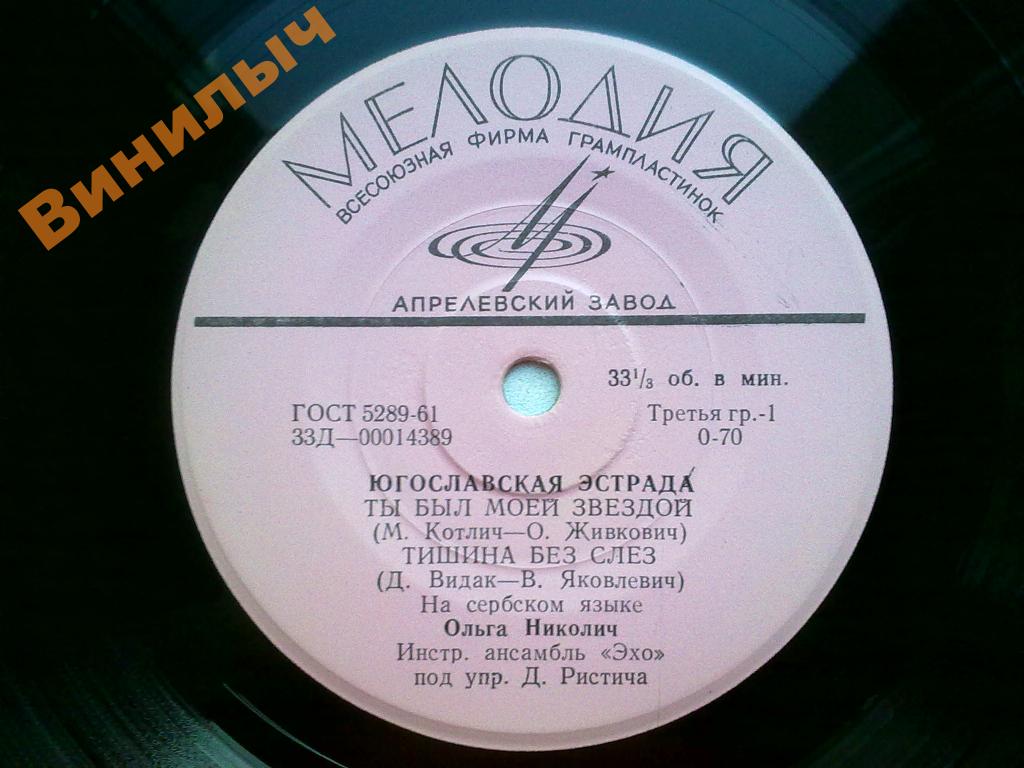 Винилыч
МЕЛОДИЯ
ВСЕСОЮЗНАЯ ФИРМА ГРАМПЛАСТИНОК
АПРЕЛЕВСКИЙ ЗАВОД
33¹/₃ об. в мин.
ГОСТ 5289-61 Третья гр.-1
33Д—00014389 0-70
ЮГОСЛАВСКАЯ ЭСТРАДА
ТЫ БЫЛ МОЕЙ ЗВЕЗДОЙ
(М. Котлич—О. Живкович)
ТИШИНА БЕЗ СЛЕЗ
(Д. Видак—В. Яковлевич)
На сербском языке
Ольга Николич
Инстр. ансамбль «Эхо»
под упр. Д. Ристича